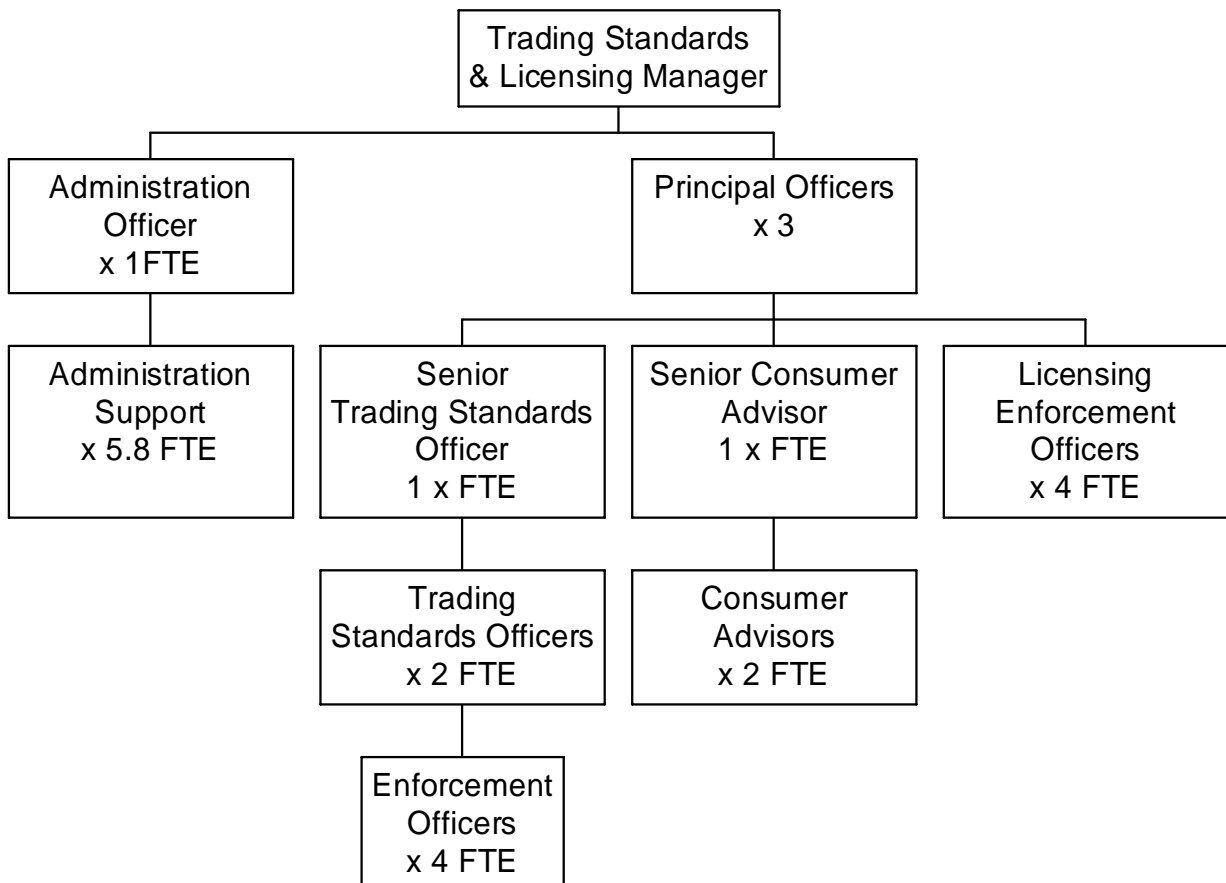 Trading Standards
& Licensing Manager
Administration
Officer
x 1FTE
Principal Officers
x 3
Administration
Support
x 5.8 FTE
Senior
Trading Standards
Officer
1 x FTE
Senior Consumer
Advisor
1 x FTE
Licensing
Enforcement
Officers
x 4 FTE
Trading
Standards Officers
x 2 FTE
Consumer
Advisors
x 2 FTE
Enforcement
Officers
x 4 FTE